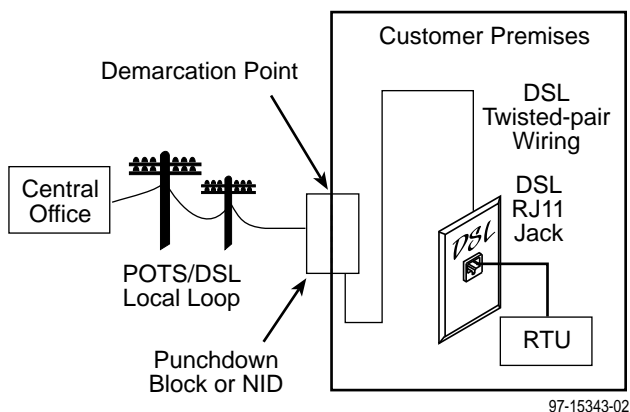 Customer Premises
Demarcation Point
DSL
Twisted-pair
Wiring
Central
Office
DSL
RJ11
Jack
DSL
POTS/DSL
Local Loop
RTU
Punchdown
Block or NID
97-15343-02